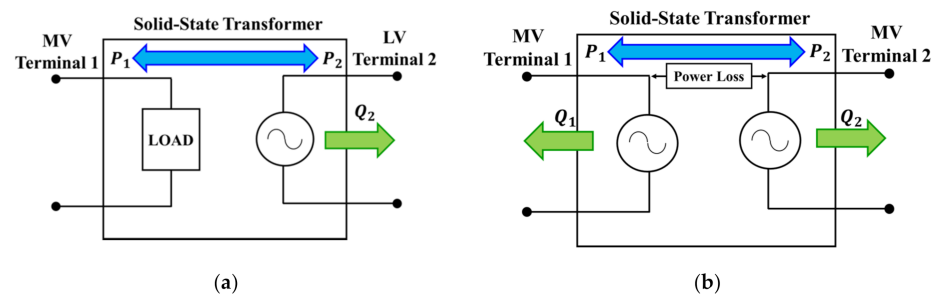 Solid-State Transformer
MV
Terminal 1
P₁
P₂
LV
Terminal 2
LOAD
Q₂
(a)
Solid-State Transformer
MV
Terminal 1
P₁
P₂
MV
Terminal 2
Power Loss
Q₁
Q₂
(b)